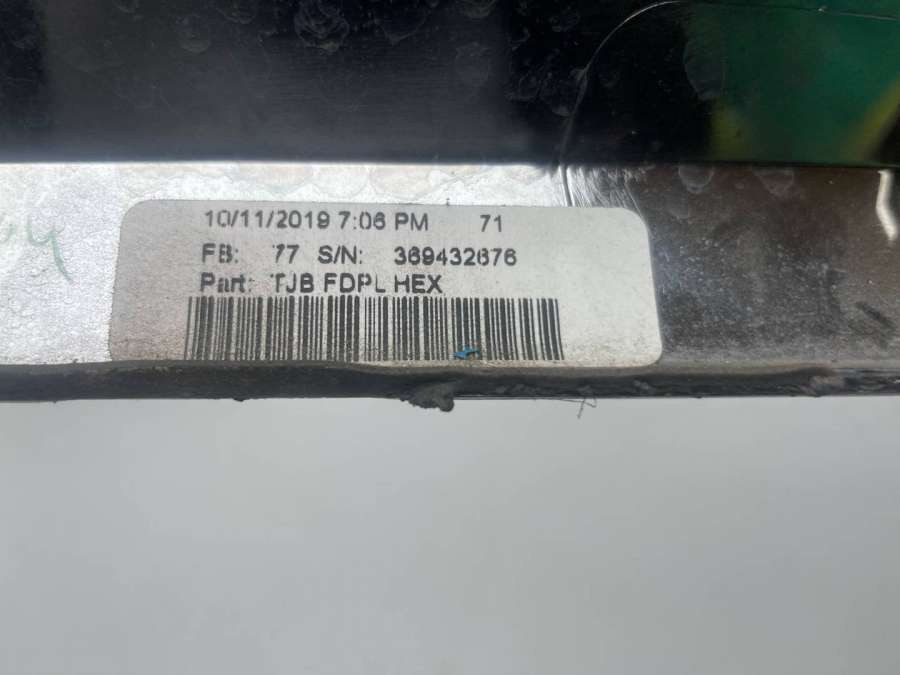 10/11/2019 7:06 PM 71
FB: 77 S/N: 369432676
Part: TJB FDPL HEX